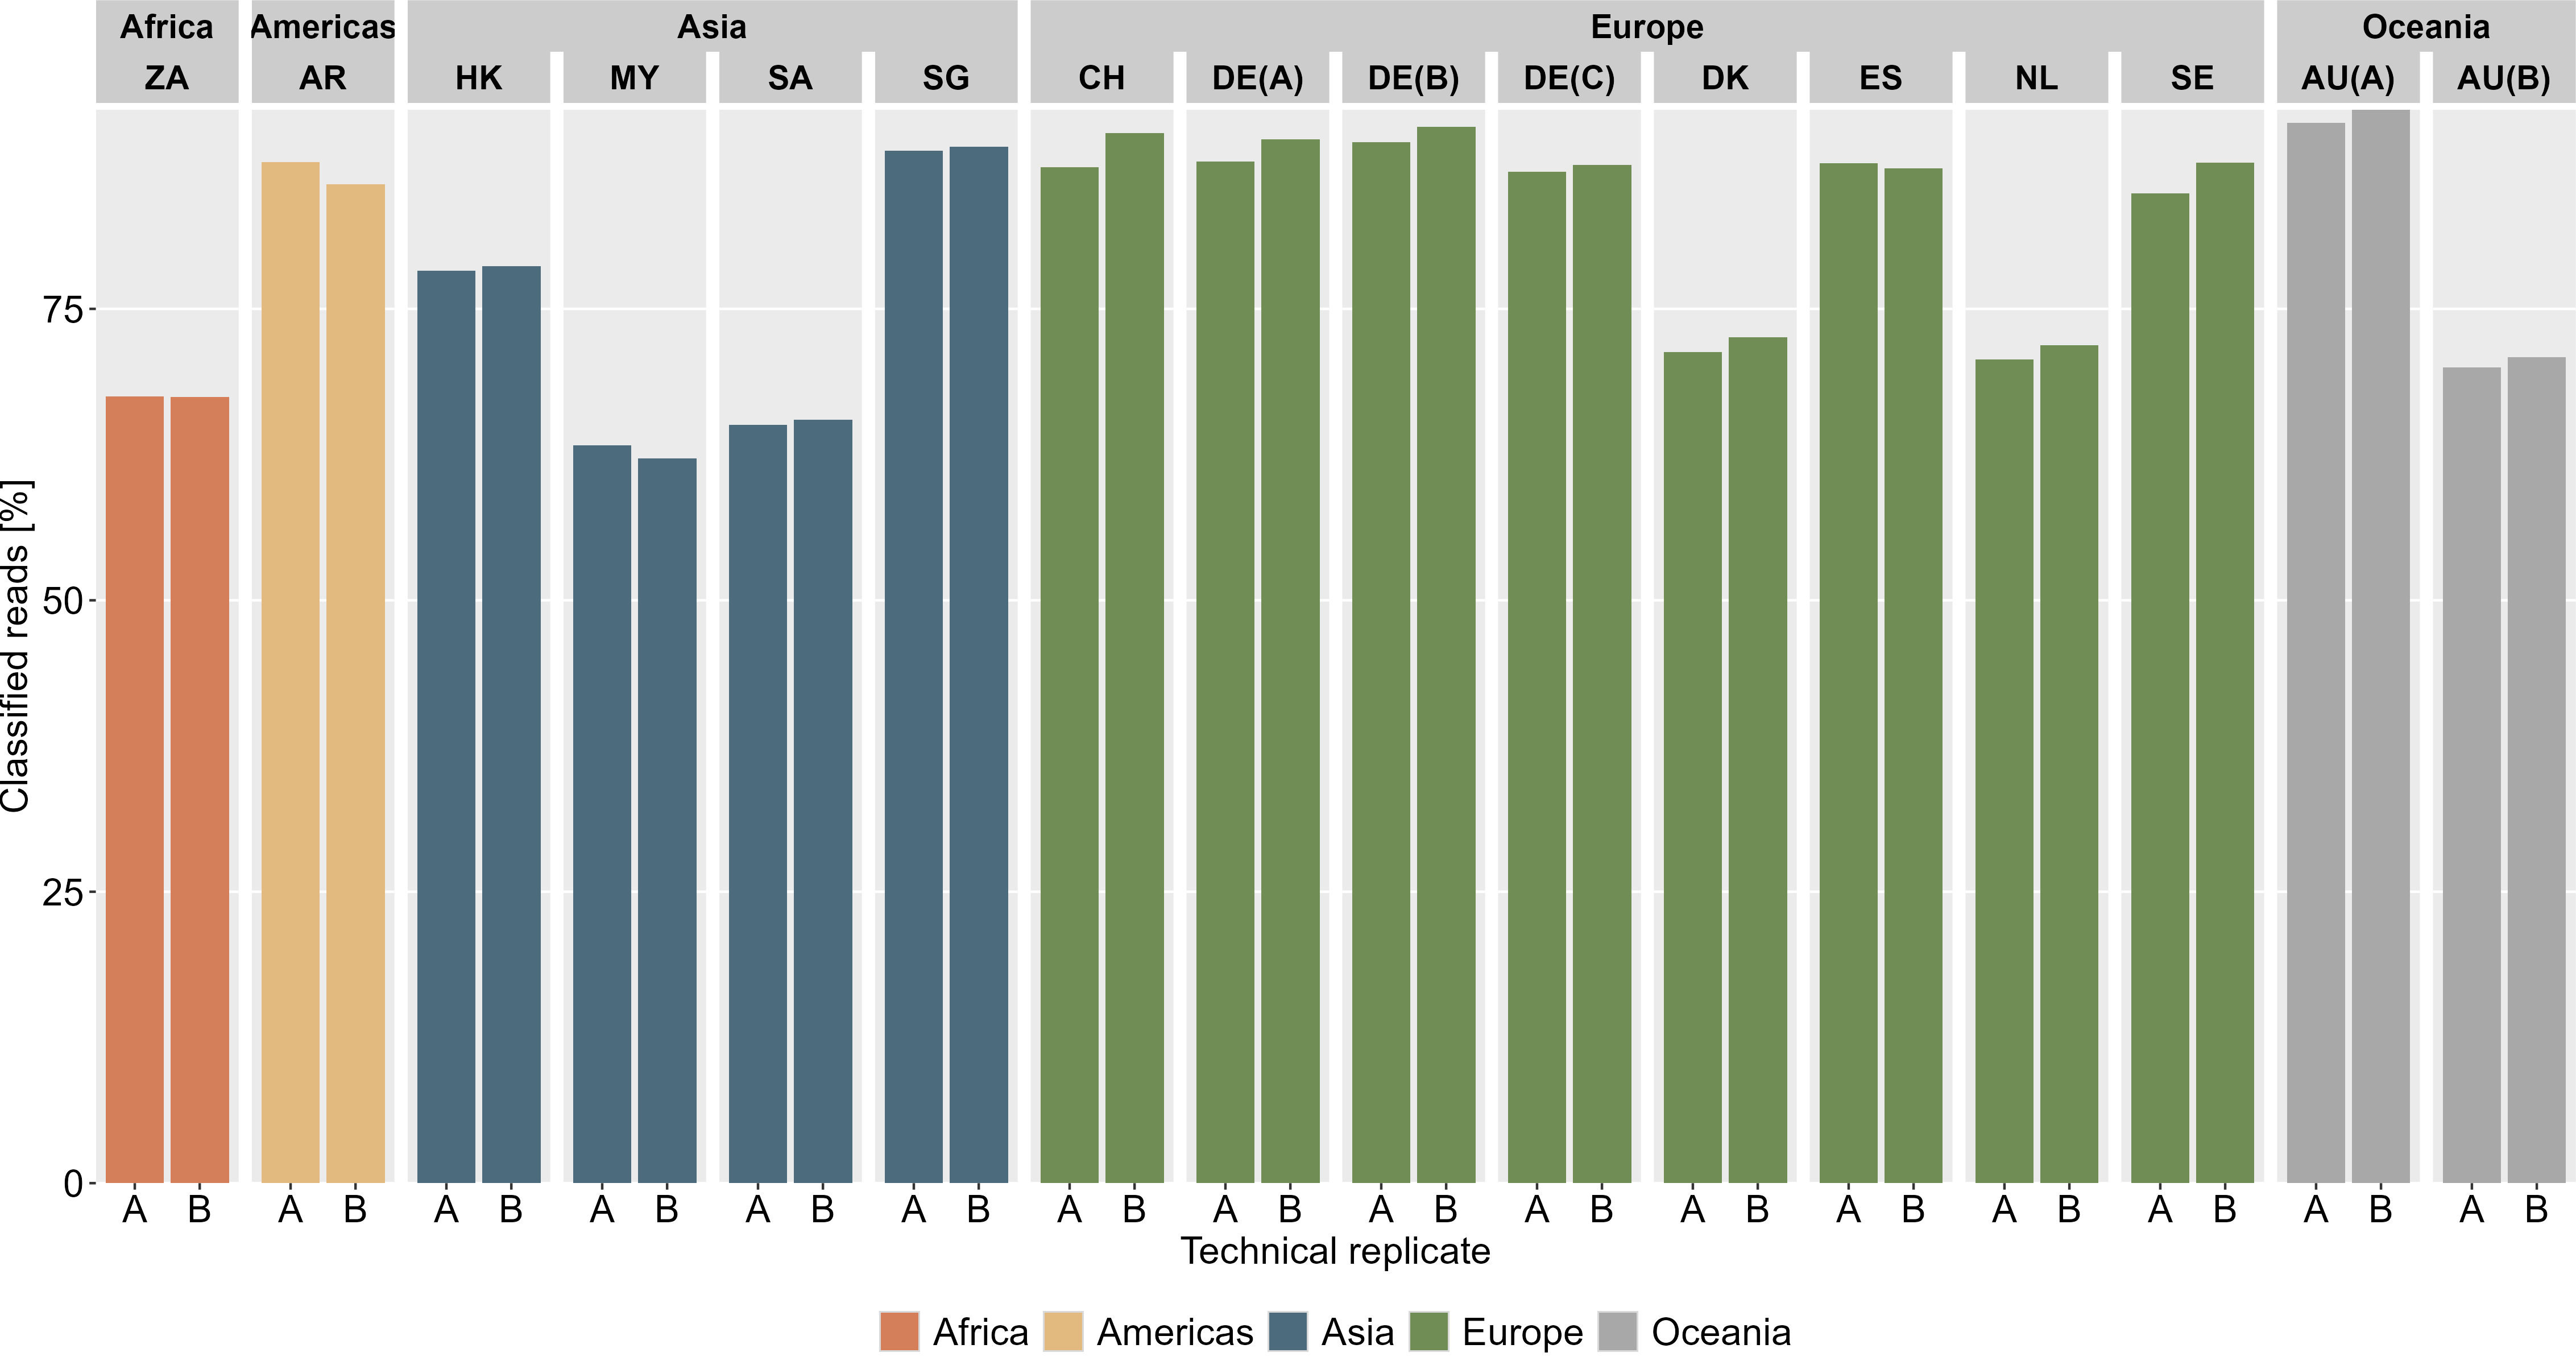 Africa Americas Asia Europe Oceania
ZA AR HK MY SA SG CH DE(A) DE(B) DE(C) DK ES NL SE AU(A) AU(B)
Classified reads [%]
75
50
25
0
A B A B A B A B A B A B A B A B A B A B A B A B A B A B A B A B
Technical replicate
Africa Americas Asia Europe Oceania